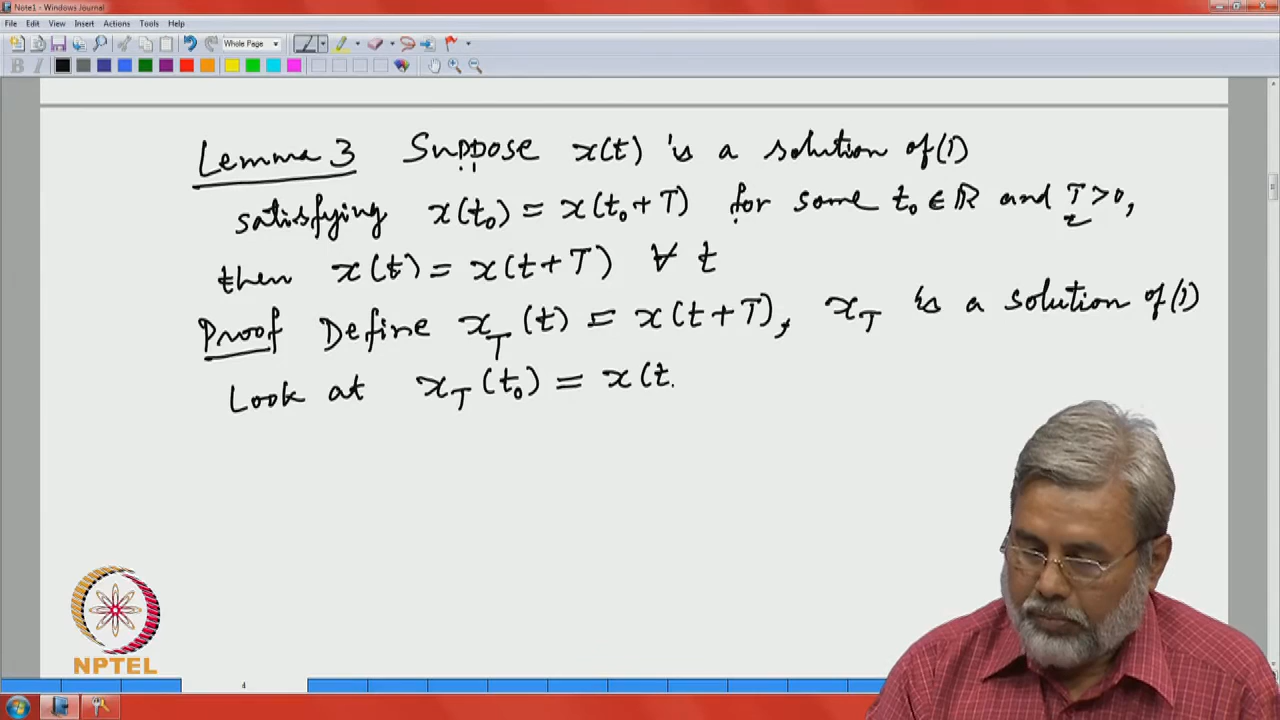 Note1 - Windows Journal
File Edit View Insert Actions Tools Help
Whole Page
B I
Lemma 3 Suppose x(t) is a solution of (1)
satisfying x(t₀) = x(t₀+T) for some t₀ ∈ ℝ and T>0,
then x(t) = x(t+T) ∀ t
Proof Define x_T(t) = x(t+T), x_T is a solution of (1)
Look at x_T(t₀) = x(t
NPTEL
4